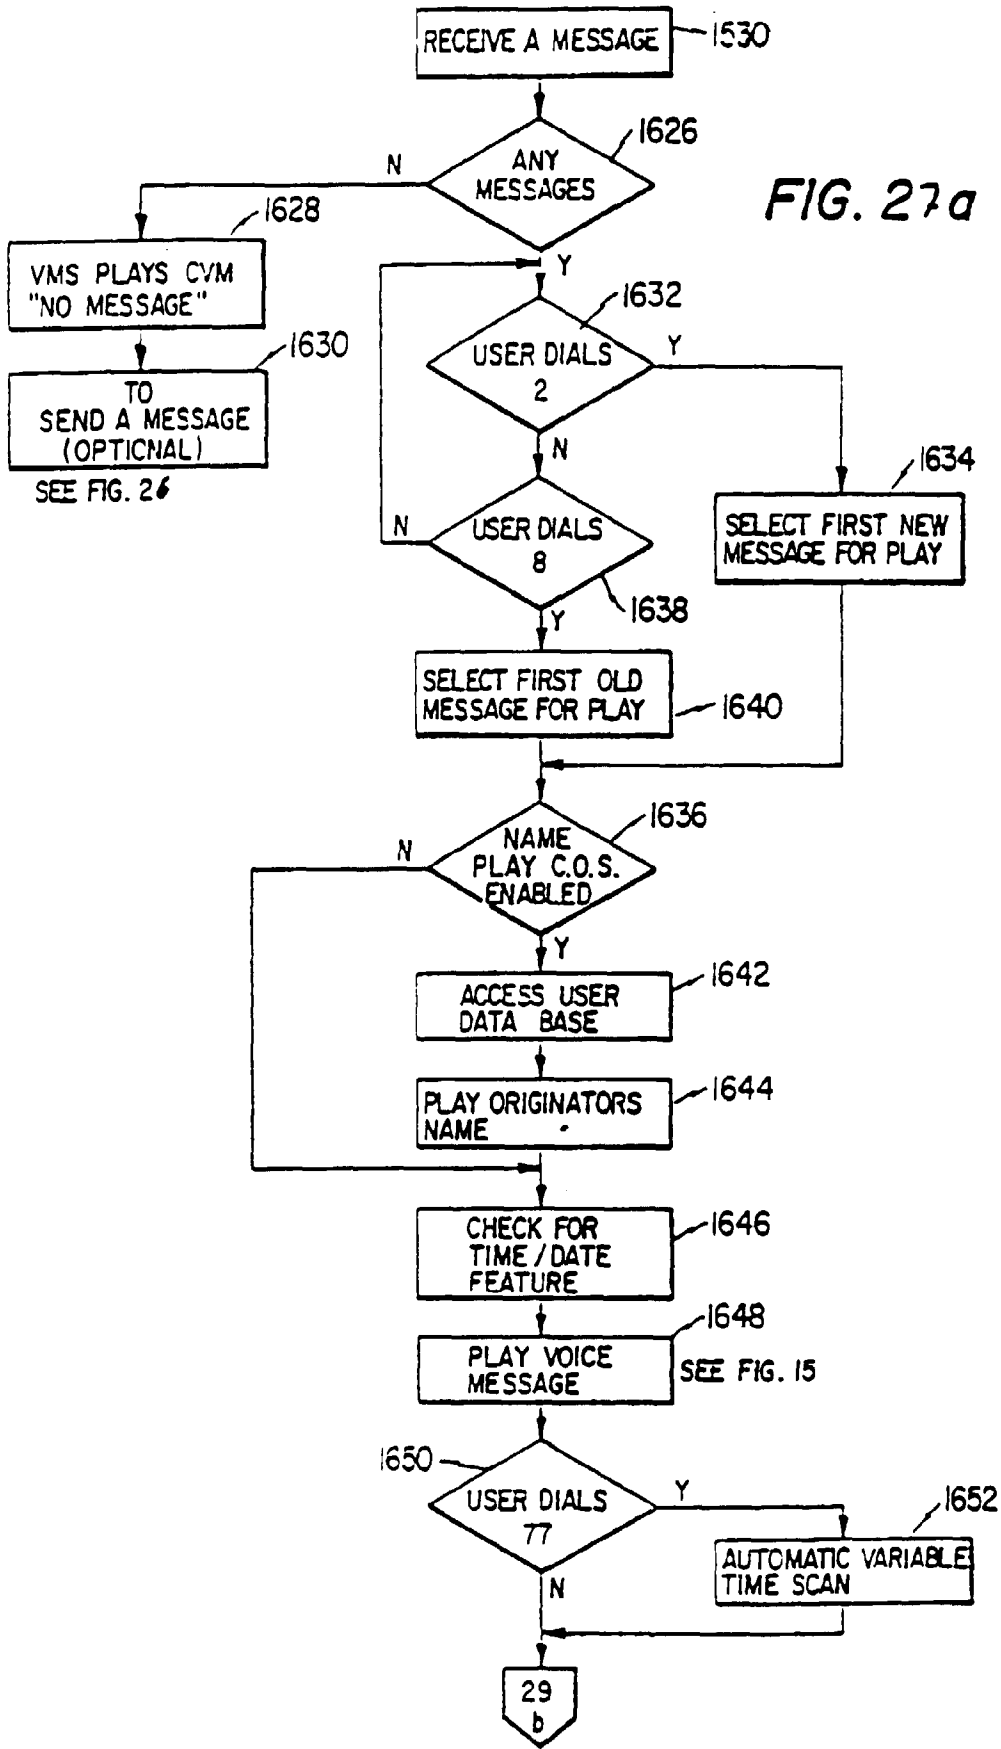 RECEIVE A MESSAGE
1530
ANY
MESSAGES
1626
N
Y
FIG. 27a
1628
VMS PLAYS CVM
"NO MESSAGE"
1630
TO
SEND A MESSAGE
(OPTIONAL)
SEE FIG. 26
1632
USER DIALS
2
Y
N
1634
SELECT FIRST NEW
MESSAGE FOR PLAY
USER DIALS
8
N
1638
Y
SELECT FIRST OLD
MESSAGE FOR PLAY
1640
1636
NAME
PLAY C.O.S.
ENABLED
N
Y
1642
ACCESS USER
DATA BASE
1644
PLAY ORIGINATORS
NAME
1646
CHECK FOR
TIME/DATE
FEATURE
1648
PLAY VOICE
MESSAGE
SEE FIG. 15
1650
USER DIALS
77
Y
N
1652
AUTOMATIC VARIABLE
TIME SCAN
29
b